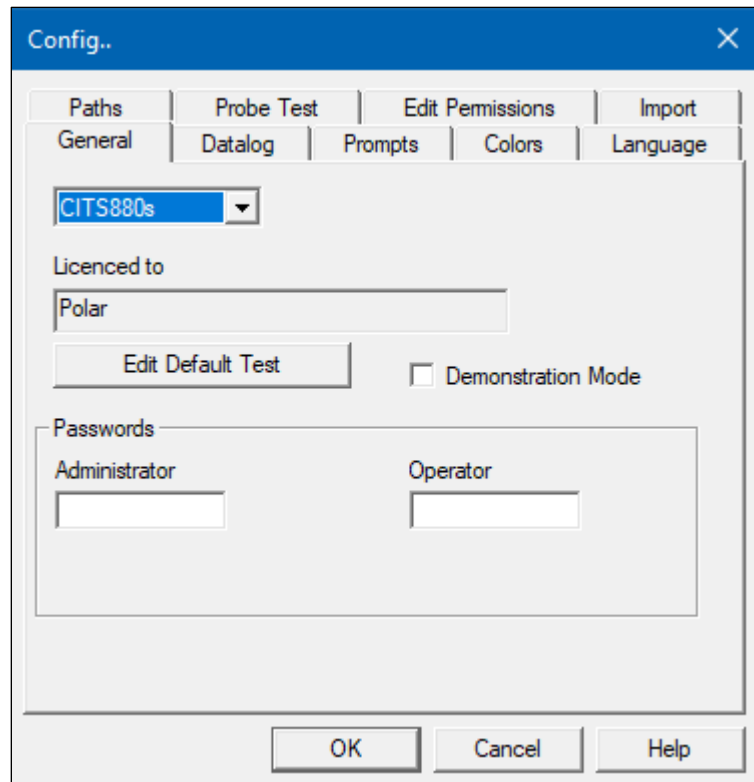 Config..
Paths Probe Test Edit Permissions Import
General Datalog Prompts Colors Language
CITS880s
Licenced to
Polar
Edit Default Test Demonstration Mode
Passwords
Administrator Operator
OK Cancel Help